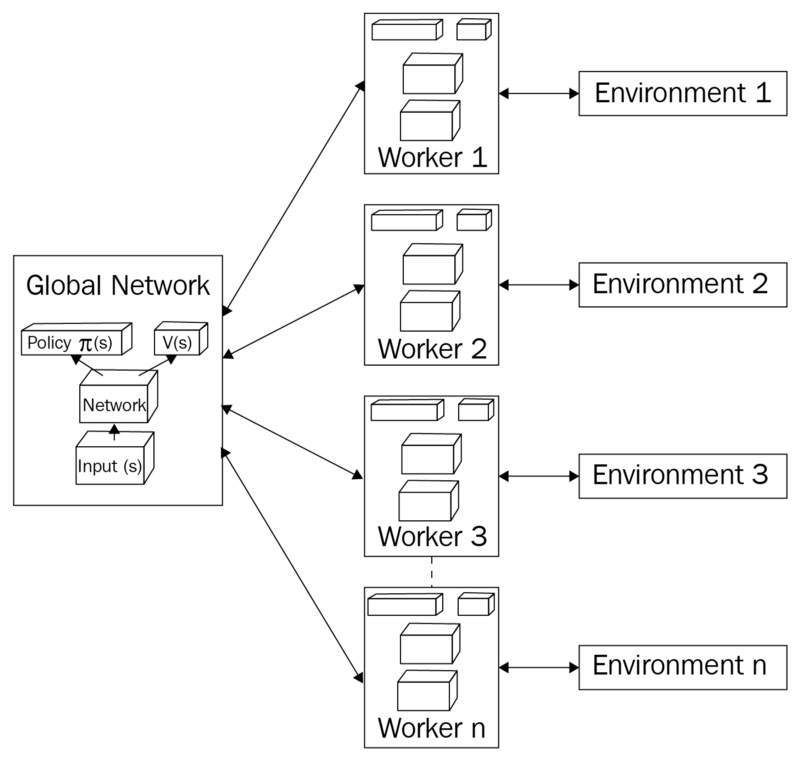 Global Network
Policy π(s)
V(s)
Network
Input (s)
Worker 1
Environment 1
Worker 2
Environment 2
Worker 3
Environment 3
Worker n
Environment n